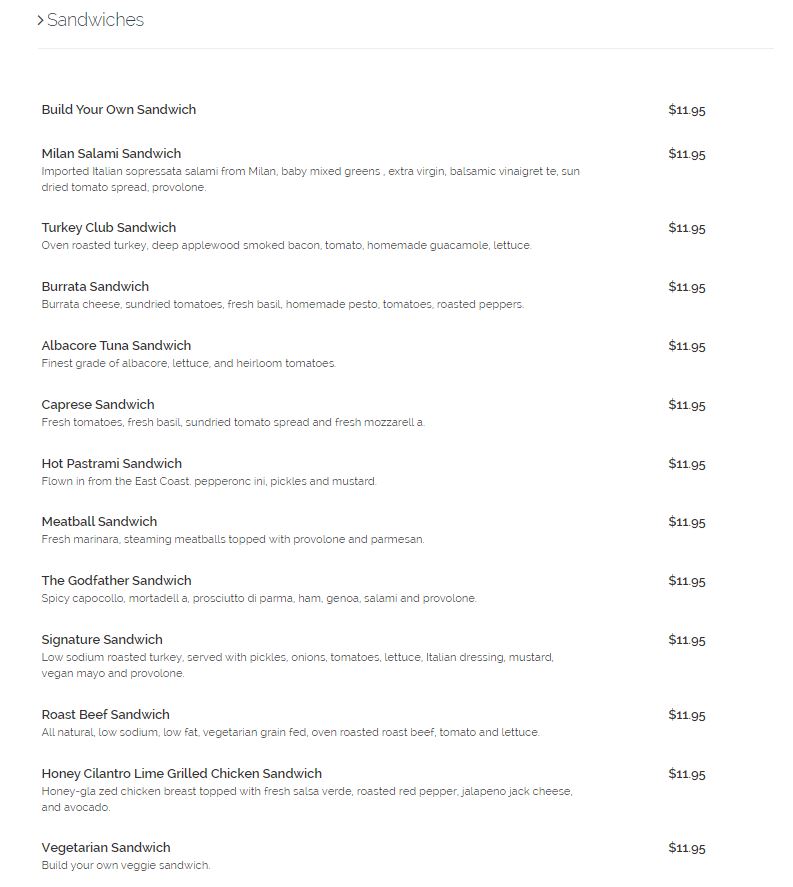 Sandwiches
Build Your Own Sandwich $11.95
Milan Salami Sandwich $11.95
Imported Italian sopressata salami from Milan, baby mixed greens , extra virgin, balsamic vinaigret te, sun
dried tomato spread, provolone.
Turkey Club Sandwich $11.95
Oven roasted turkey, deep applewood smoked bacon, tomato, homemade guacamole, lettuce.
Burrata Sandwich $11.95
Burrata cheese, sundried tomatoes, fresh basil, homemade pesto, tomatoes, roasted peppers.
Albacore Tuna Sandwich $11.95
Finest grade of albacore, lettuce, and heirloom tomatoes.
Caprese Sandwich $11.95
Fresh tomatoes, fresh basil, sundried tomato spread and fresh mozzarell a.
Hot Pastrami Sandwich $11.95
Flown in from the East Coast. pepperonc ini, pickles and mustard.
Meatball Sandwich $11.95
Fresh marinara, steaming meatballs topped with provolone and parmesan.
The Godfather Sandwich $11.95
Spicy capocollo, mortadell a, prosciutto di parma, ham, genoa, salami and provolone.
Signature Sandwich $11.95
Low sodium roasted turkey, served with pickles, onions, tomatoes, lettuce, Italian dressing, mustard,
vegan mayo and provolone.
Roast Beef Sandwich $11.95
All natural, low sodium, low fat, vegetarian grain fed, oven roasted roast beef, tomato and lettuce.
Honey Cilantro Lime Grilled Chicken Sandwich $11.95
Honey-gla zed chicken breast topped with fresh salsa verde, roasted red pepper, jalapeno jack cheese,
and avocado.
Vegetarian Sandwich $11.95
Build your own veggie sandwich.